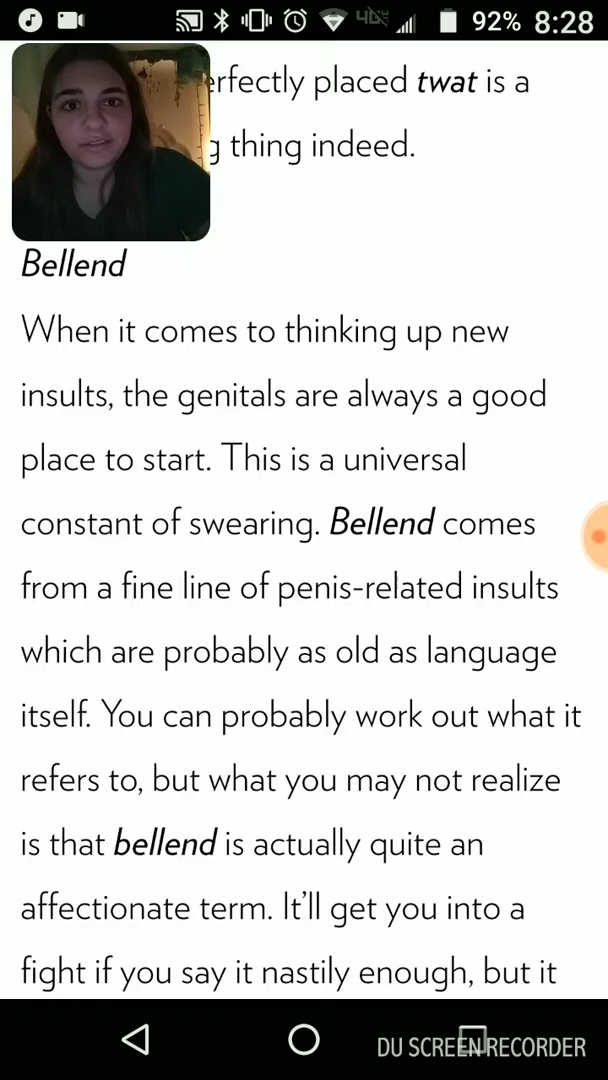 92% 8:28
erfectly placed twat is a
g thing indeed.
Bellend
When it comes to thinking up new
insults, the genitals are always a good
place to start. This is a universal
constant of swearing. Bellend comes
from a fine line of penis-related insults
which are probably as old as language
itself. You can probably work out what it
refers to, but what you may not realize
is that bellend is actually quite an
affectionate term. It’ll get you into a
fight if you say it nastily enough, but it
DU SCREEN RECORDER